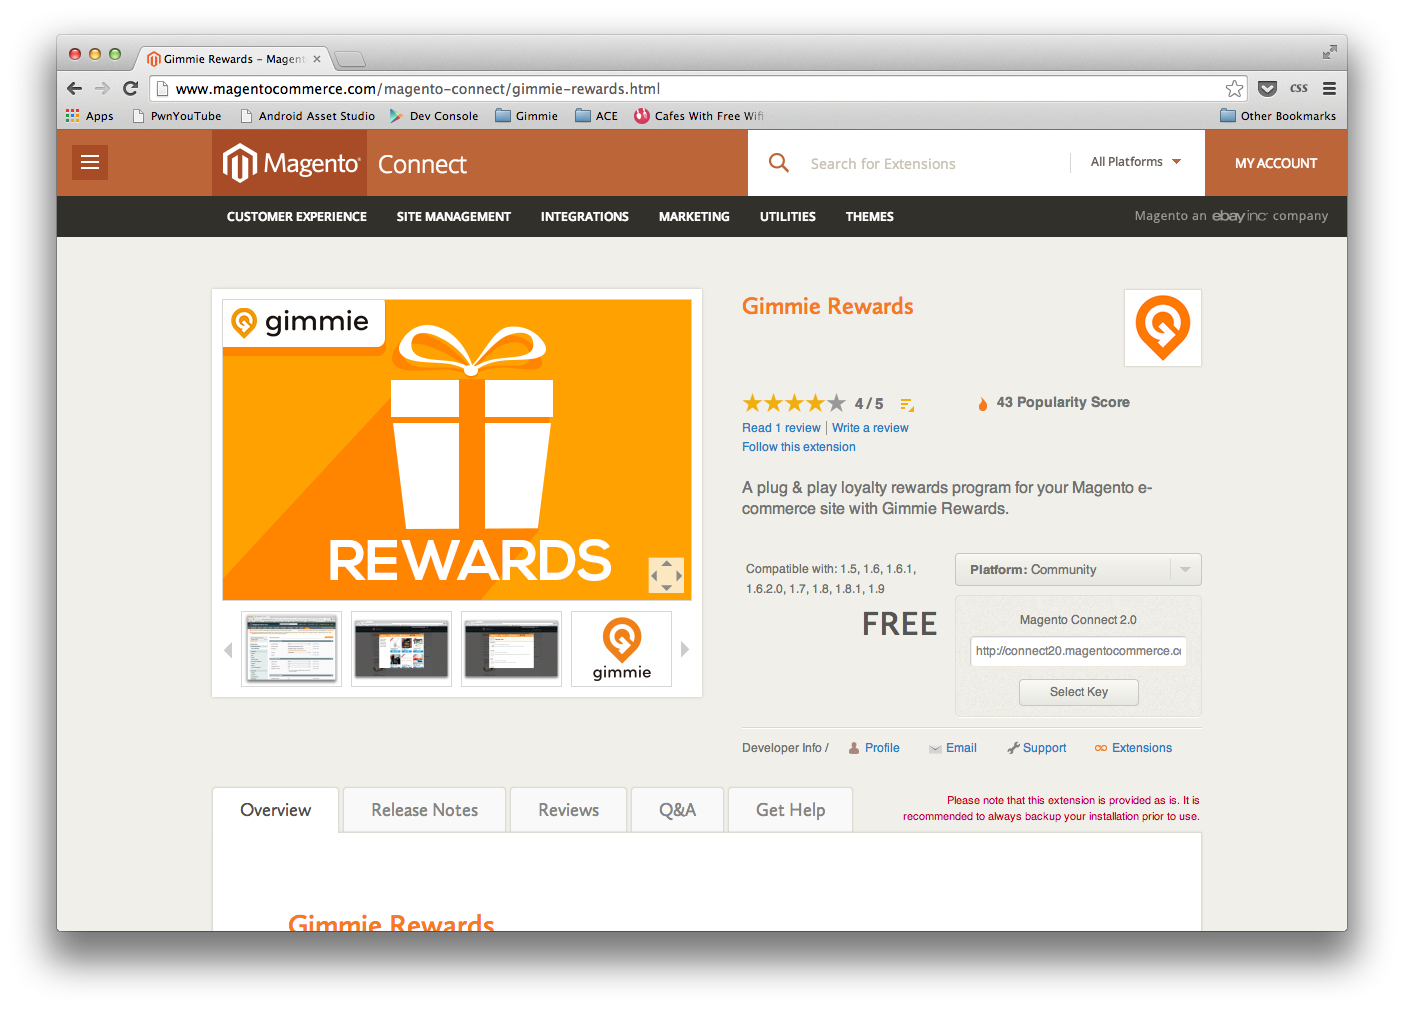 Gimmie Rewards – Magent
www.magentocommerce.com/magento-connect/gimmie-rewards.html
css
Apps PwnYouTube Android Asset Studio Dev Console Gimmie ACE Cafes With Free Wifi Other Bookmarks
Magento Connect
Search for Extensions
All Platforms
MY ACCOUNT
CUSTOMER EXPERIENCE SITE MANAGEMENT INTEGRATIONS MARKETING UTILITIES THEMES
Magento an ebay inc company
gimmie
REWARDS
gimmie
Gimmie Rewards
4 / 5
43 Popularity Score
Read 1 review | Write a review
Follow this extension
A plug & play loyalty rewards program for your Magento e-
commerce site with Gimmie Rewards.
Compatible with: 1.5, 1.6, 1.6.1,
1.6.2.0, 1.7, 1.8, 1.8.1, 1.9
FREE
Platform: Community
Magento Connect 2.0
http://connect20.magentocommerce.co
Select Key
Developer Info / Profile Email Support Extensions
Overview Release Notes Reviews Q&A Get Help
Please note that this extension is provided as is. It is
recommended to always backup your installation prior to use.
Gimmie Rewards